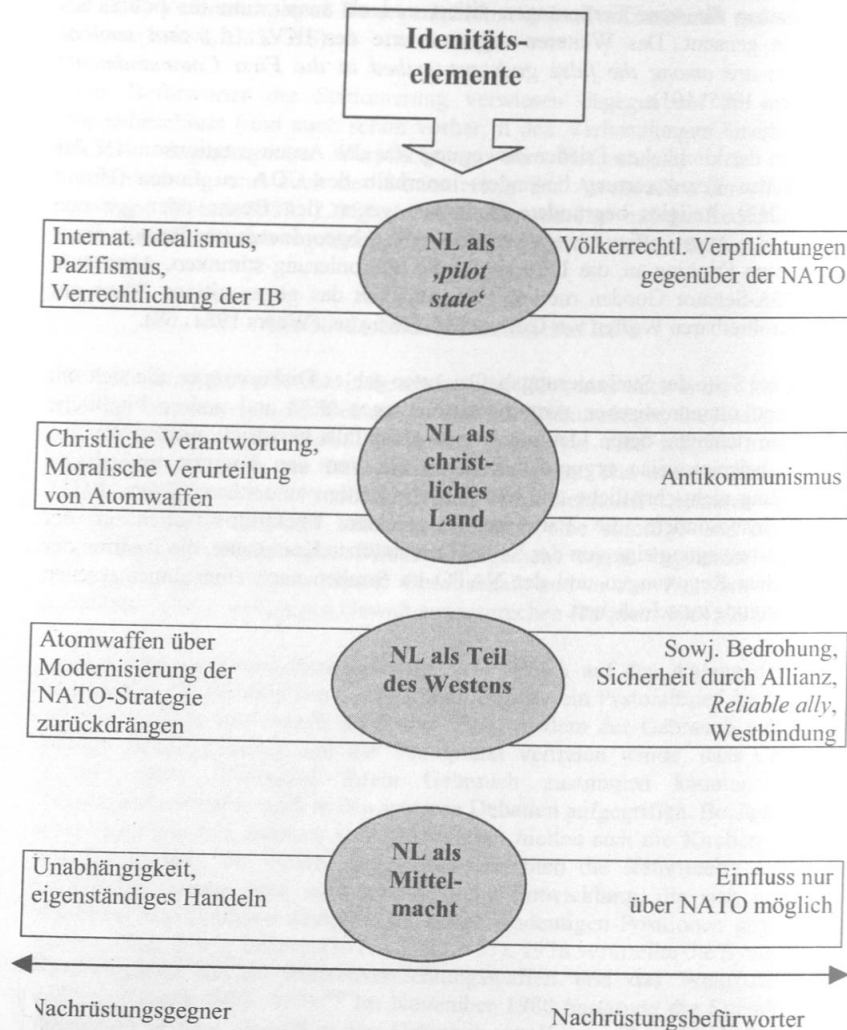 Idenitäts-
elemente
Internat. Idealismus,
Pazifismus,
Verrechtlichung der IB
NL als
‚pilot
state‘
Völkerrechtl. Verpflichtungen
gegenüber der NATO
Christliche Verantwortung,
Moralische Verurteilung
von Atomwaffen
NL als
christ-
liches
Land
Antikommunismus
Atomwaffen über
Modernisierung der
NATO-Strategie
zurückdrängen
NL als Teil
des Westens
Sowj. Bedrohung,
Sicherheit durch Allianz,
Reliable ally,
Westbindung
Unabhängigkeit,
eigenständiges Handeln
NL als
Mittel-
macht
Einfluss nur
über NATO möglich
Nachrüstungsgegner
Nachrüstungsbefürworter